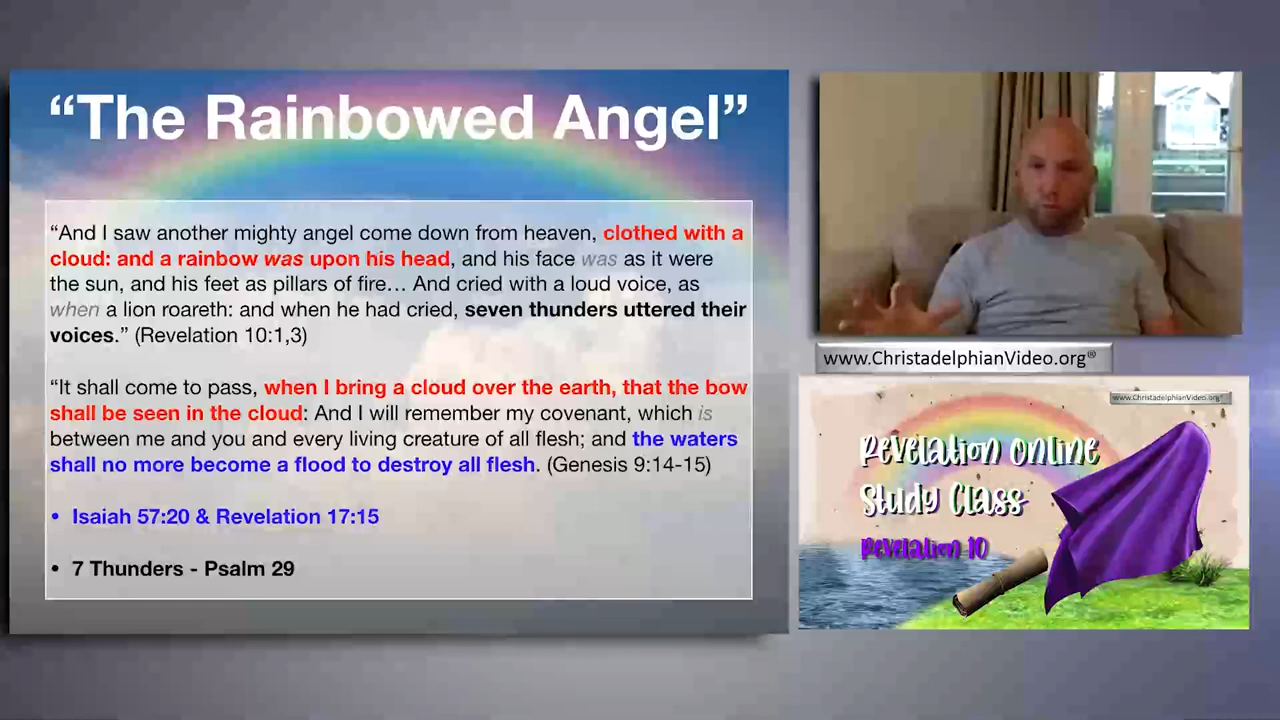 “The Rainbowed Angel”
“And I saw another mighty angel come down from heaven, clothed with a
cloud: and a rainbow was upon his head, and his face was as it were
the sun, and his feet as pillars of fire… And cried with a loud voice, as
when a lion roareth: and when he had cried, seven thunders uttered their
voices.” (Revelation 10:1,3)
“It shall come to pass, when I bring a cloud over the earth, that the bow
shall be seen in the cloud: And I will remember my covenant, which is
between me and you and every living creature of all flesh; and the waters
shall no more become a flood to destroy all flesh. (Genesis 9:14-15)
• Isaiah 57:20 & Revelation 17:15
• 7 Thunders - Psalm 29
www.ChristadelphianVideo.org®
www.ChristadelphianVideo.org®
Revelation Online
Study Class
Revelation 10